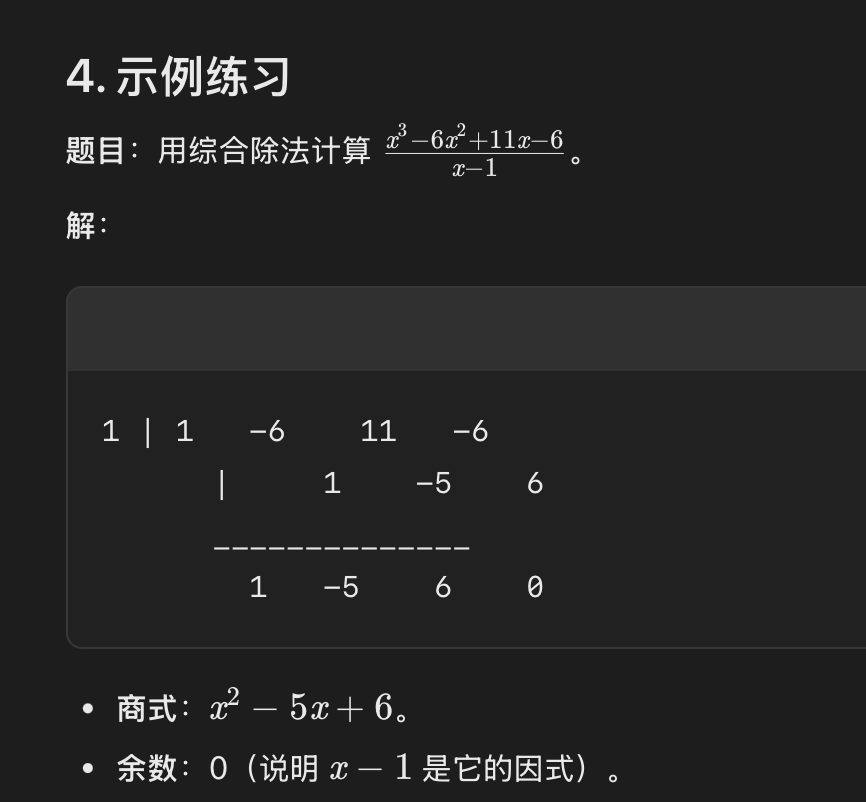 4. 示例练习
题目：用综合除法计算 \frac{x^3-6x^2+11x-6}{x-1}。
解：
1 | 1   -6    11   -6
      |     1    -5    6
      --------------
        1   -5    6    0
• 商式：x^2 - 5x + 6。
• 余数：0（说明 x - 1 是它的因式）。